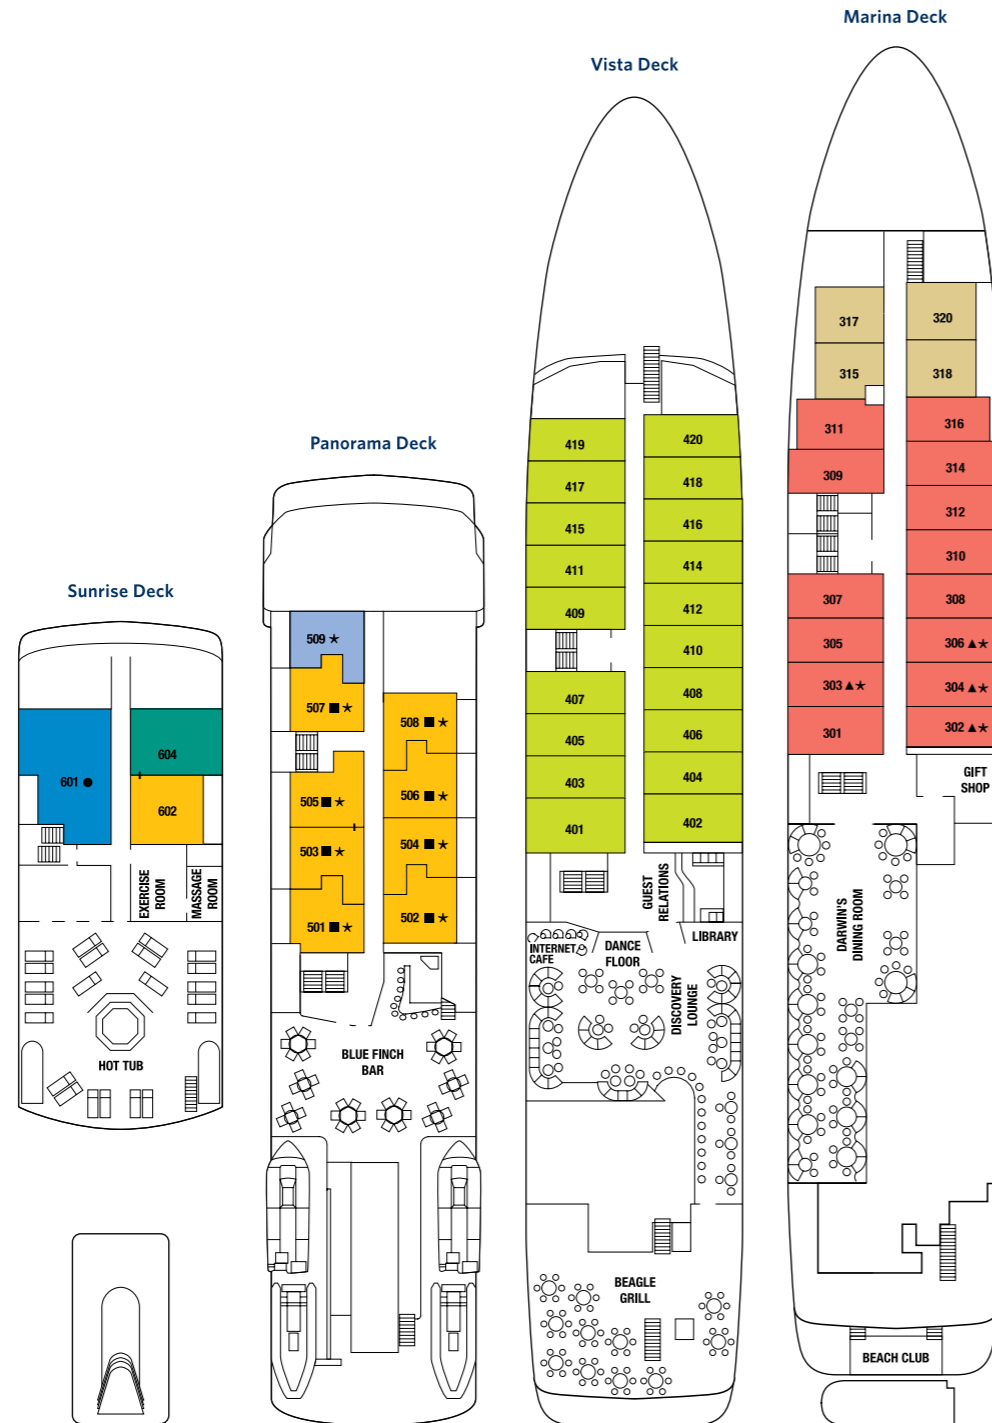 Sunrise Deck
601 ●
604
602
EXERCISE
ROOM
MASSAGE
ROOM
HOT TUB
Panorama Deck
509 ★
507 ■ ★
508 ■ ★
505 ■ ★
506 ■ ★
503 ■ ★
504 ■ ★
501 ■ ★
502 ■ ★
BLUE FINCH
BAR
Vista Deck
419
420
417
418
415
416
411
414
409
412
410
407
408
405
406
403
404
401
402
GUEST
RELATIONS
LIBRARY
INTERNET
CAFE
DANCE
FLOOR
DISCOVERY
LOUNGE
BEAGLE
GRILL
Marina Deck
317
320
315
318
311
316
309
314
312
310
307
308
305
306 ▲★
303 ▲★
304 ▲★
301
302 ▲★
GIFT
SHOP
DARWIN'S
DINING ROOM
BEACH CLUB